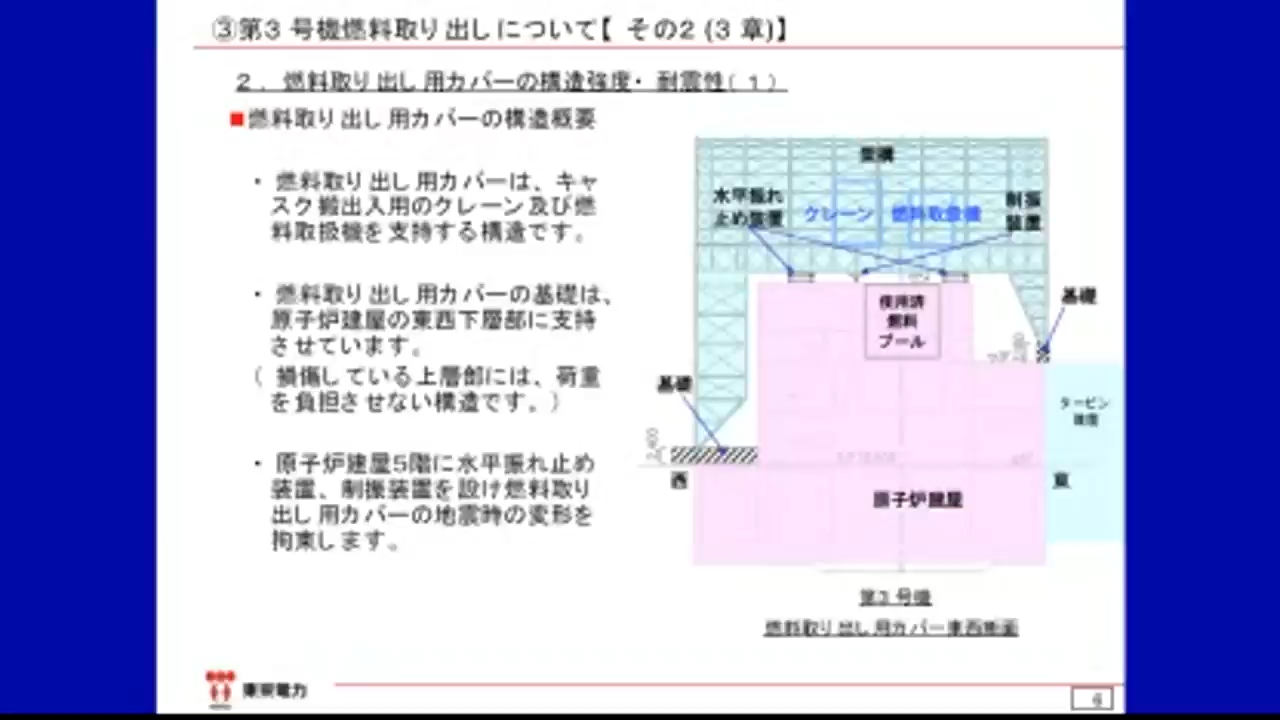 ③第3号機燃料取り出しについて【その2 (3章)】
2．燃料取り出し用カバーの構造強度・耐震性(1)
■燃料取り出し用カバーの構造概要
・ 燃料取り出し用カバーは、キャ
スク搬出入用のクレーン及び燃
料取扱機を支持する構造です。
・ 燃料取り出し用カバーの基礎は、
原子炉建屋の東西下層部に支持
させています。
( 損傷している上層部には、荷重
を負担させない構造です。)
・ 原子炉建屋5階に水平振れ止め
装置、制振装置を設け燃料取り
出し用カバーの地震時の変形を
拘束します。
架構
水平振れ
止め装置
クレーン
燃料取扱機
制振
装置
使用済
燃料
プール
基礎
基礎
タービン
建屋
西
東
原子炉建屋
第3号機
燃料取り出し用カバー東西断面
東京電力
6